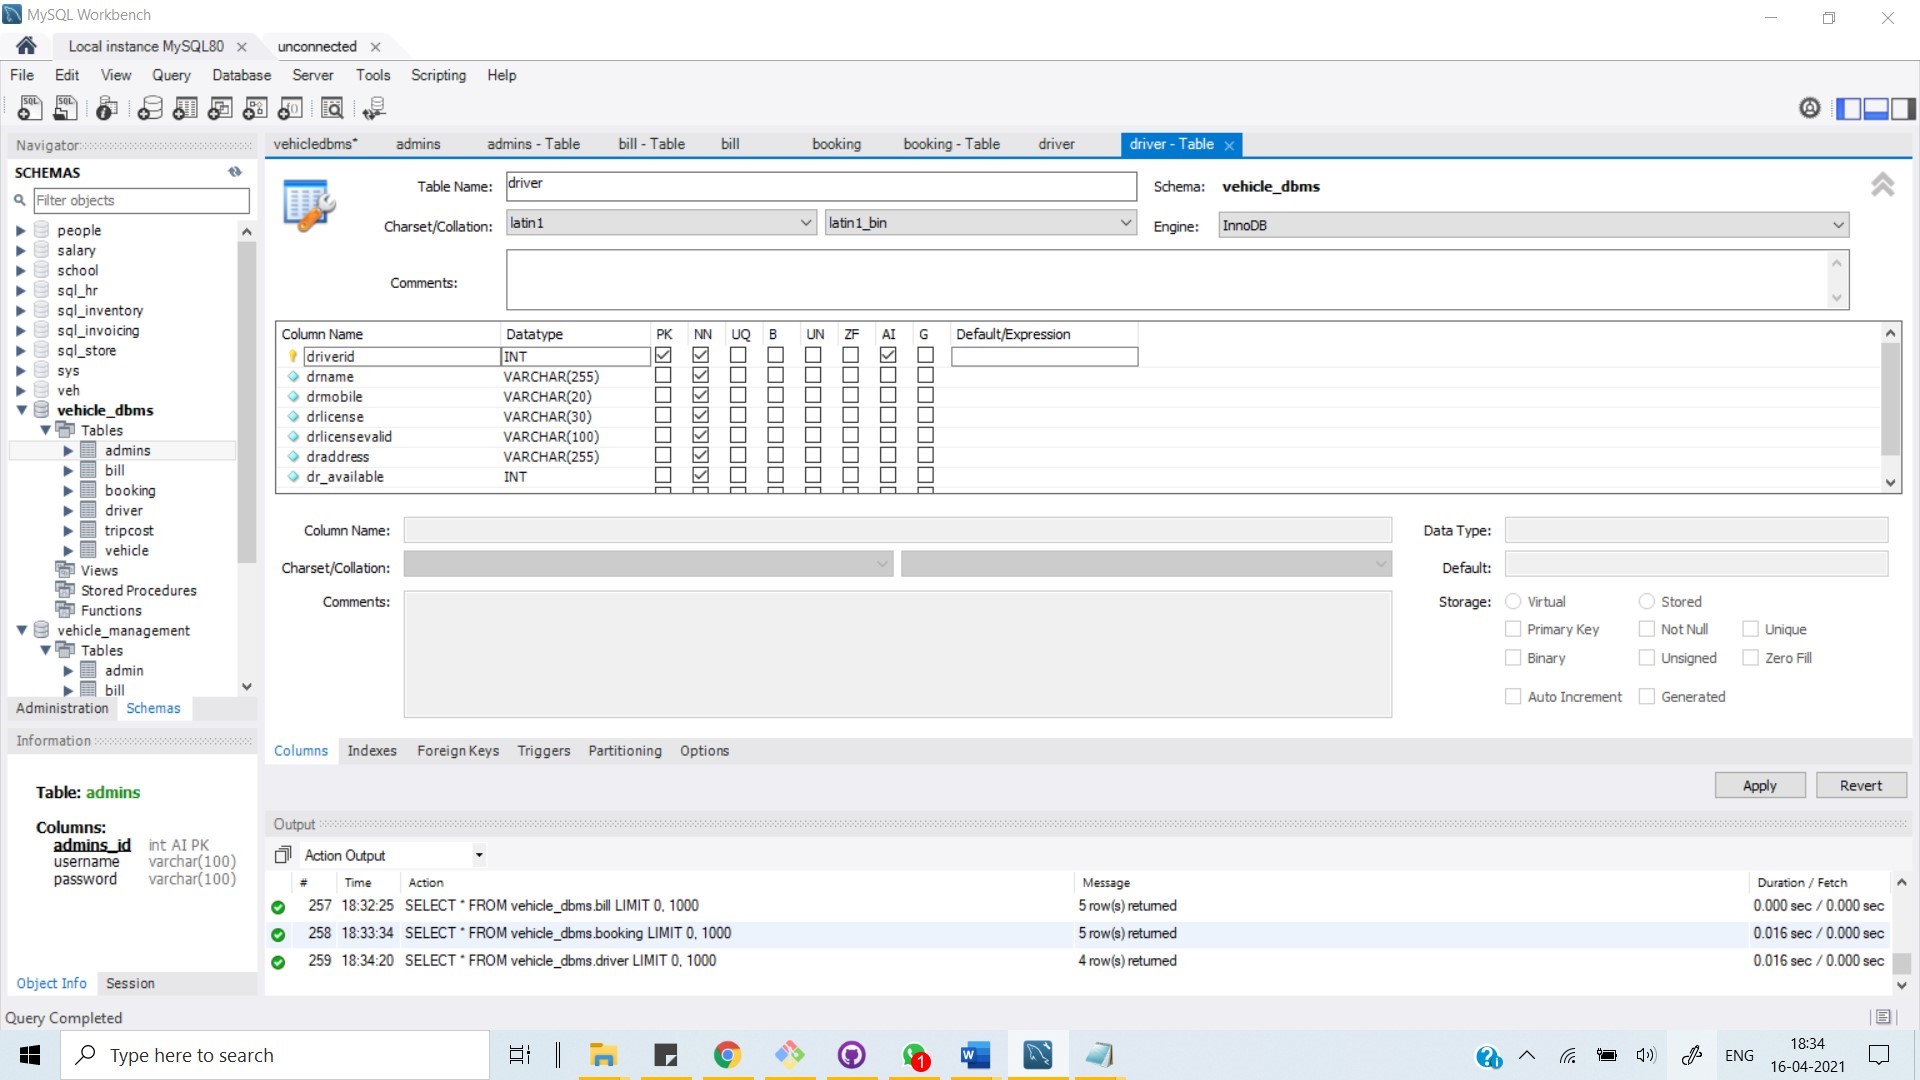 MySQL Workbench
Local instance MySQL80 unconnected
File Edit View Query Database Server Tools Scripting Help
Navigator
SCHEMAS
Filter objects
people
salary
school
sql_hr
sql_inventory
sql_invoicing
sql_store
sys
veh
vehicle_dbms
Tables
admins
bill
booking
driver
tripcost
vehicle
Views
Stored Procedures
Functions
vehicle_management
Tables
admin
bill
Administration Schemas
Information
Table: admins
Columns:
admins_id int AI PK
username varchar(100)
password varchar(100)
Object Info Session
vehicledbms* admins admins - Table bill - Table bill booking booking - Table driver driver - Table
Table Name: driver Schema: vehicle_dbms
Charset/Collation: latin1 latin1_bin Engine: InnoDB
Comments:
Column Name Datatype PK NN UQ B UN ZF AI G Default/Expression
driverid INT
drname VARCHAR(255)
drmobile VARCHAR(20)
drlicense VARCHAR(30)
drlicensevalid VARCHAR(100)
draddress VARCHAR(255)
dr_available INT
Column Name: Data Type:
Charset/Collation: Default:
Comments: Storage: Virtual Stored
Primary Key Not Null Unique
Binary Unsigned Zero Fill
Auto Increment Generated
Columns Indexes Foreign Keys Triggers Partitioning Options
Apply Revert
Output
Action Output
# Time Action Message Duration / Fetch
257 18:32:25 SELECT * FROM vehicle_dbms.bill LIMIT 0, 1000 5 row(s) returned 0.000 sec / 0.000 sec
258 18:33:34 SELECT * FROM vehicle_dbms.booking LIMIT 0, 1000 5 row(s) returned 0.016 sec / 0.000 sec
259 18:34:20 SELECT * FROM vehicle_dbms.driver LIMIT 0, 1000 4 row(s) returned 0.016 sec / 0.000 sec
Query Completed
Type here to search
1
ENG
18:34
16-04-2021